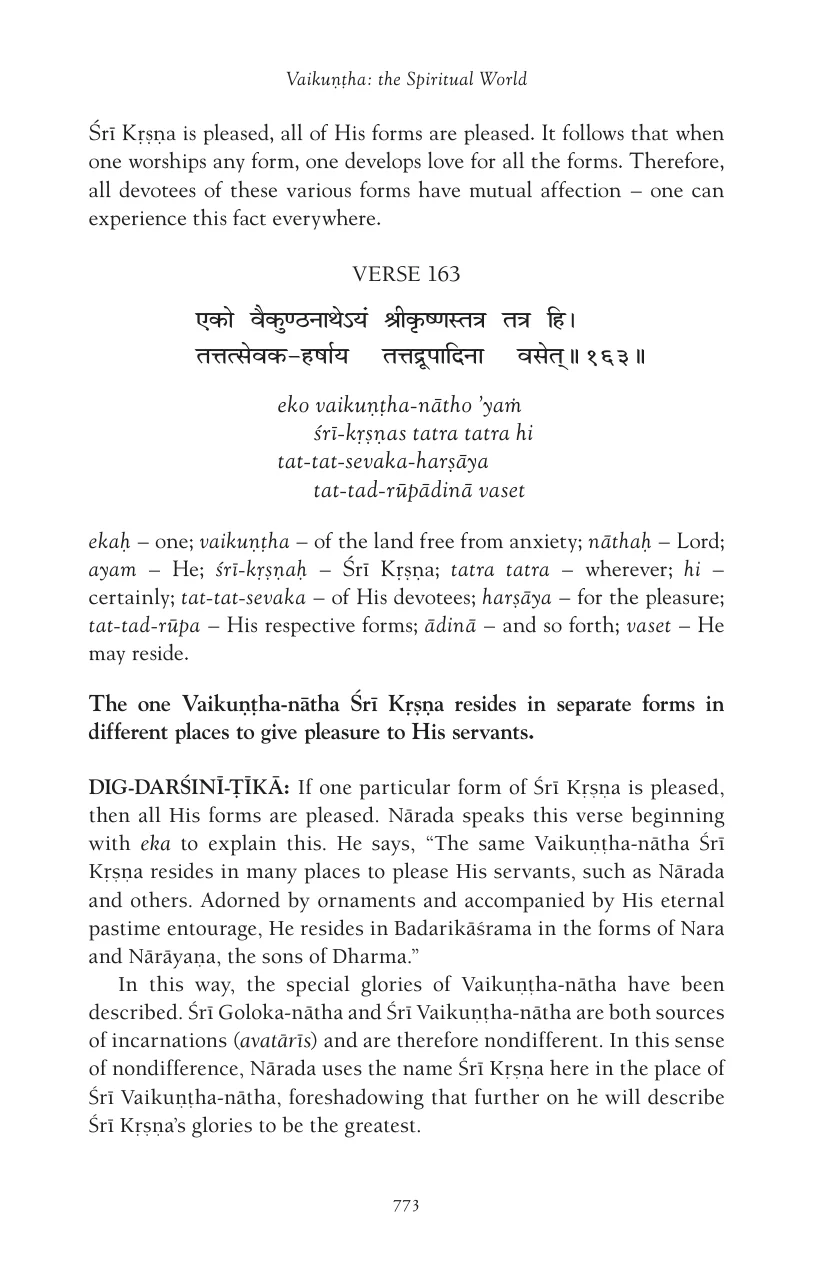 Vaikuṇṭha: the Spiritual World
Śrī Kṛṣṇa is pleased, all of His forms are pleased. It follows that when
one worships any form, one develops love for all the forms. Therefore,
all devotees of these various forms have mutual affection – one can
experience this fact everywhere.
VERSE 163
एको वैकुण्ठनाथेऽयं श्रीकृष्णस्तत्र तत्र हि।
तत्तत्सेवक-हर्षाय तत्तद्रूपादिना वसेत्॥१६३॥
eko vaikuṇṭha-nātho ’yaṁ
śrī-kṛṣṇas tatra tatra hi
tat-tat-sevaka-harṣāya
tat-tad-rūpādinā vaset
ekaḥ – one; vaikuṇṭha – of the land free from anxiety; nāthaḥ – Lord;
ayam – He; śrī-kṛṣṇaḥ – Śrī Kṛṣṇa; tatra tatra – wherever; hi –
certainly; tat-tat-sevaka – of His devotees; harṣāya – for the pleasure;
tat-tad-rūpa – His respective forms; ādinā – and so forth; vaset – He
may reside.
The one Vaikuṇṭha-nātha Śrī Kṛṣṇa resides in separate forms in
different places to give pleasure to His servants.
DIG-DARŚINĪ-ṬĪKĀ: If one particular form of Śrī Kṛṣṇa is pleased,
then all His forms are pleased. Nārada speaks this verse beginning
with eka to explain this. He says, “The same Vaikuṇṭha-nātha Śrī
Kṛṣṇa resides in many places to please His servants, such as Nārada
and others. Adorned by ornaments and accompanied by His eternal
pastime entourage, He resides in Badarikāśrama in the forms of Nara
and Nārāyaṇa, the sons of Dharma.”
In this way, the special glories of Vaikuṇṭha-nātha have been
described. Śrī Goloka-nātha and Śrī Vaikuṇṭha-nātha are both sources
of incarnations (avatārīs) and are therefore nondifferent. In this sense
of nondifference, Nārada uses the name Śrī Kṛṣṇa here in the place of
Śrī Vaikuṇṭha-nātha, foreshadowing that further on he will describe
Śrī Kṛṣṇa’s glories to be the greatest.
773